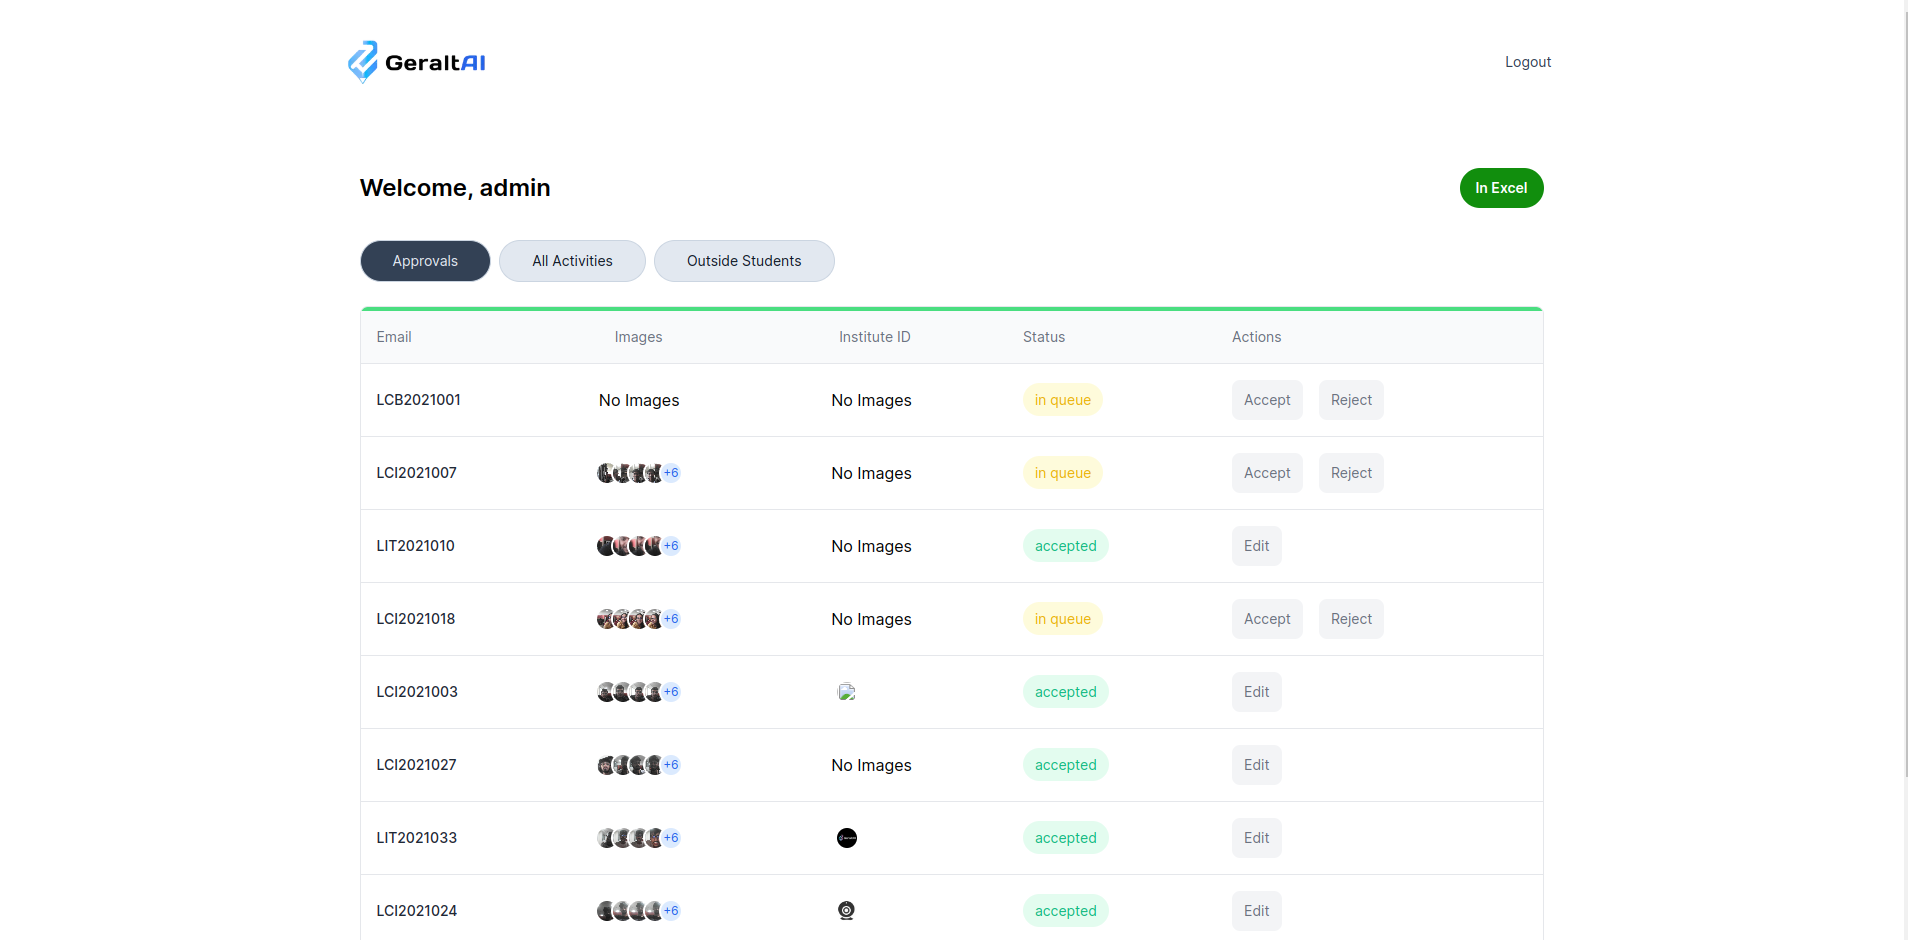 GeraltAI
Logout
Welcome, admin
In Excel
Approvals All Activities Outside Students
Email Images Institute ID Status Actions
LCB2021001 No Images No Images in queue Accept Reject
LCI2021007 +6 No Images in queue Accept Reject
LIT2021010 +6 No Images accepted Edit
LCI2021018 +6 No Images in queue Accept Reject
LCI2021003 +6 accepted Edit
LCI2021027 +6 No Images accepted Edit
LIT2021033 +6 accepted Edit
LCI2021024 +6 accepted Edit